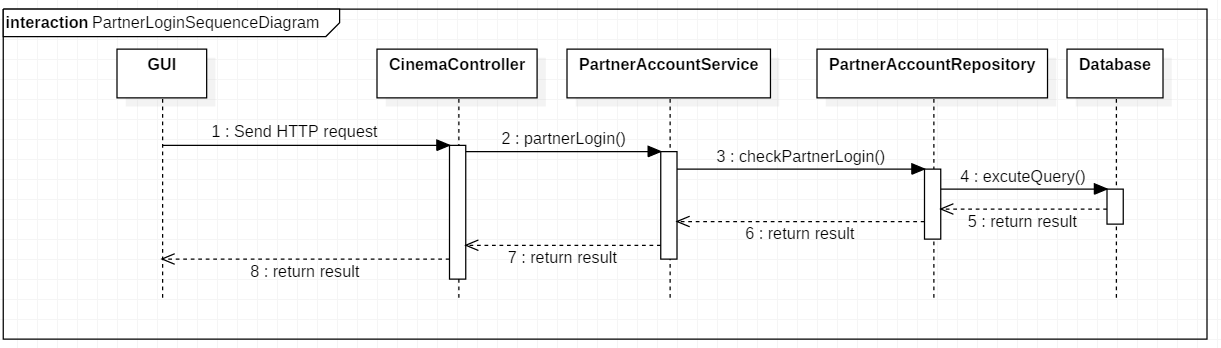 interaction PartnerLoginSequenceDiagram
GUI
CinemaController
PartnerAccountService
PartnerAccountRepository
Database
1 : Send HTTP request
2 : partnerLogin()
3 : checkPartnerLogin()
4 : excuteQuery()
5 : return result
6 : return result
7 : return result
8 : return result